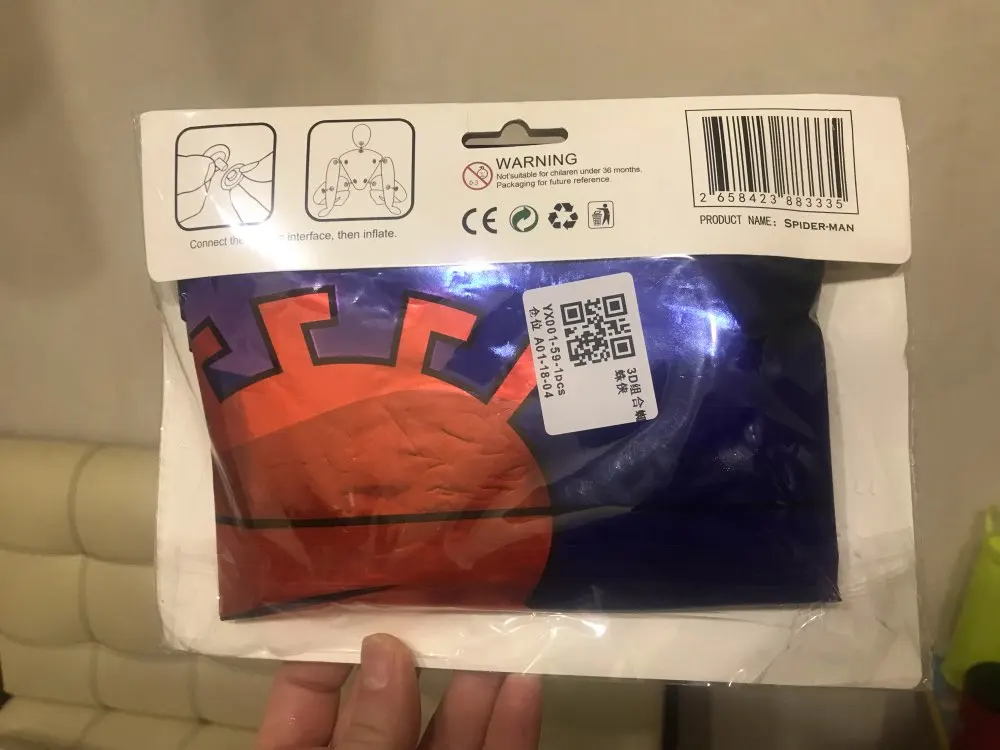 WARNING
Not suitable for chilaren under 36 months.
Packaging for future reference.
0-3
CE
2 658423 883335
PRODUCT NAME: SPIDER-MAN
Connect the interface, then inflate.
YX001-59-1pcs
仓位 A01-18-04
3D组合蜘
蛛侠